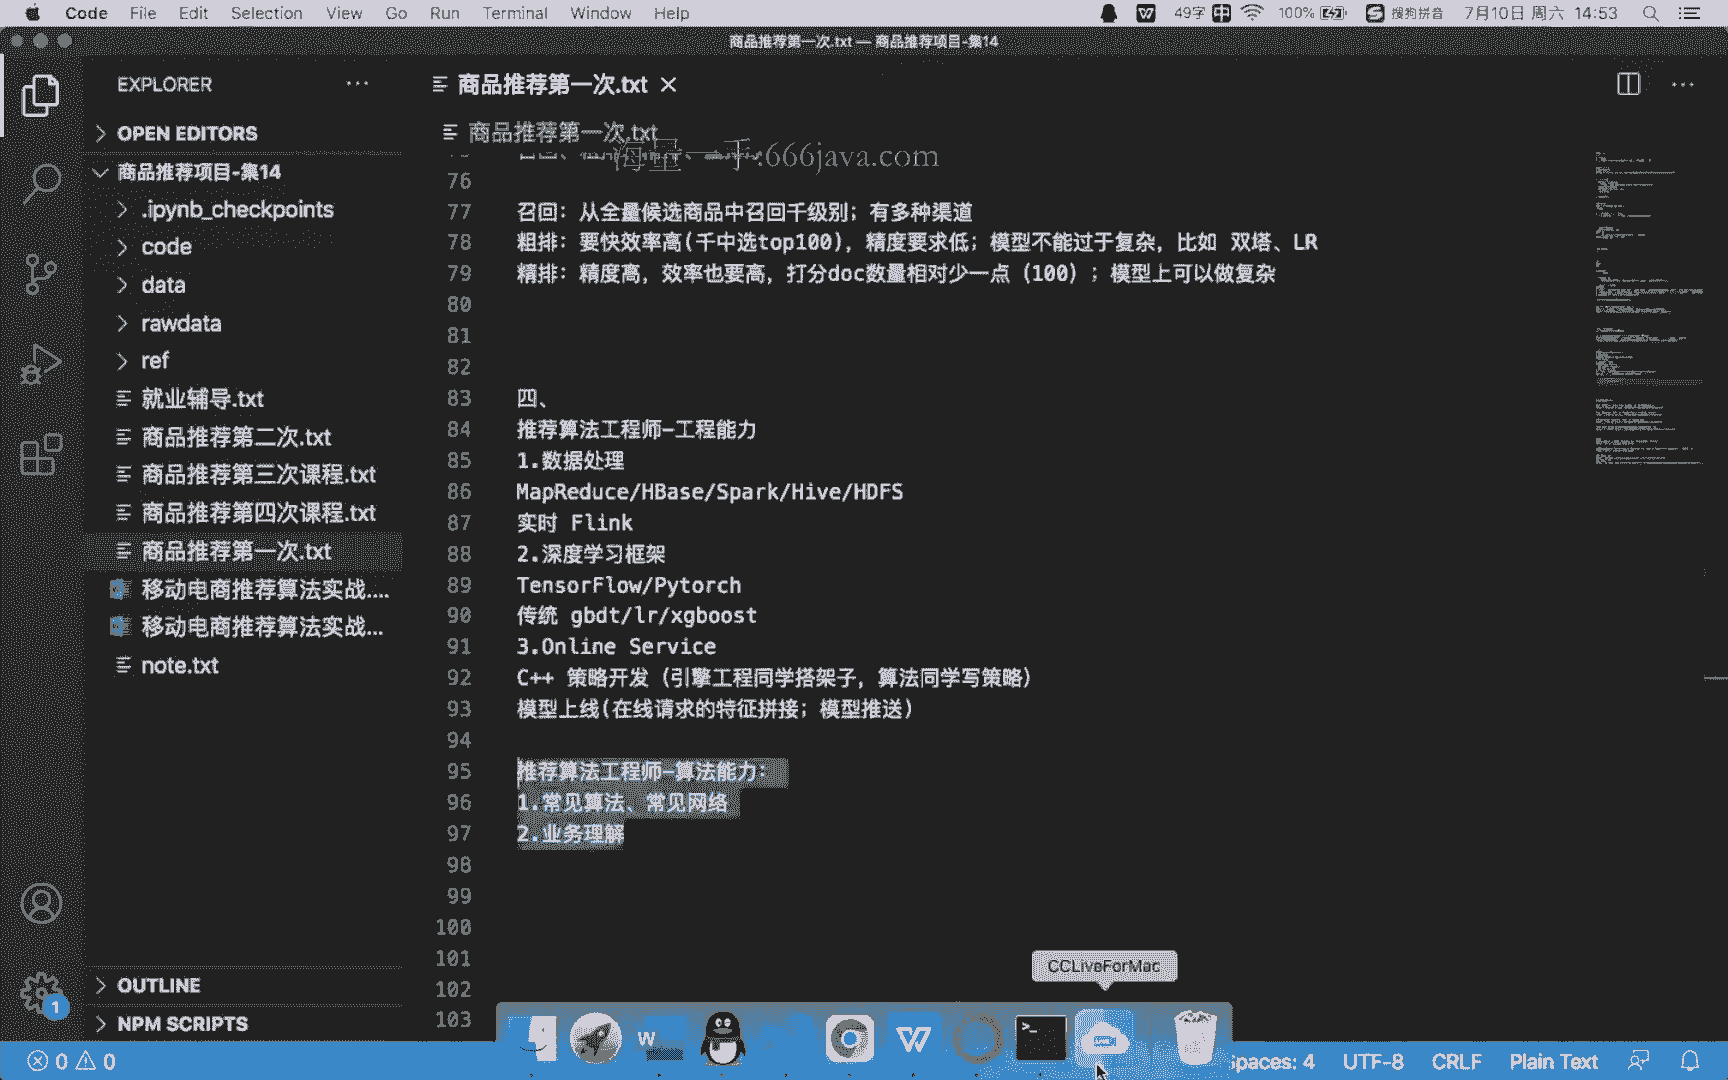 Code File Edit Selection View Go Run Terminal Window Help 49字 中 100% 搜狗拼音 7月10日 周六 14:53
商品推荐第一次.txt — 商品推荐项目-集14
EXPLORER
商品推荐第一次.txt
OPEN EDITORS
商品推荐第一次.txt
商品推荐项目-集14
海量一手:666java.com
.ipynb_checkpoints
code
data
rawdata
ref
就业辅导.txt
商品推荐第二次.txt
商品推荐第三次课程.txt
商品推荐第四次课程.txt
商品推荐第一次.txt
移动电商推荐算法实战....
移动电商推荐算法实战...
note.txt
OUTLINE
NPM SCRIPTS
76
77 召回：从全量候选商品中召回千级别；有多种渠道
78 粗排：要快效率高(千中选top100)，精度要求低；模型不能过于复杂，比如 双塔、LR
79 精排：精度高，效率也要高，打分doc数量相对少一点（100）；模型上可以做复杂
80
81
82
83 四、
84 推荐算法工程师-工程能力
85 1.数据处理
86 MapReduce/HBase/Spark/Hive/HDFS
87 实时 Flink
88 2.深度学习框架
89 TensorFlow/Pytorch
90 传统 gbdt/lr/xgboost
91 3.Online Service
92 C++ 策略开发（引擎工程同学搭架子，算法同学写策略）
93 模型上线(在线请求的特征拼接；模型推送)
94
95 推荐算法工程师-算法能力：
96 1.常见算法、常见网络
97 2.业务理解
98
99
100
101
102
103
CCLiveForMac
1
0 0
Spaces: 4 UTF-8 CRLF Plain Text